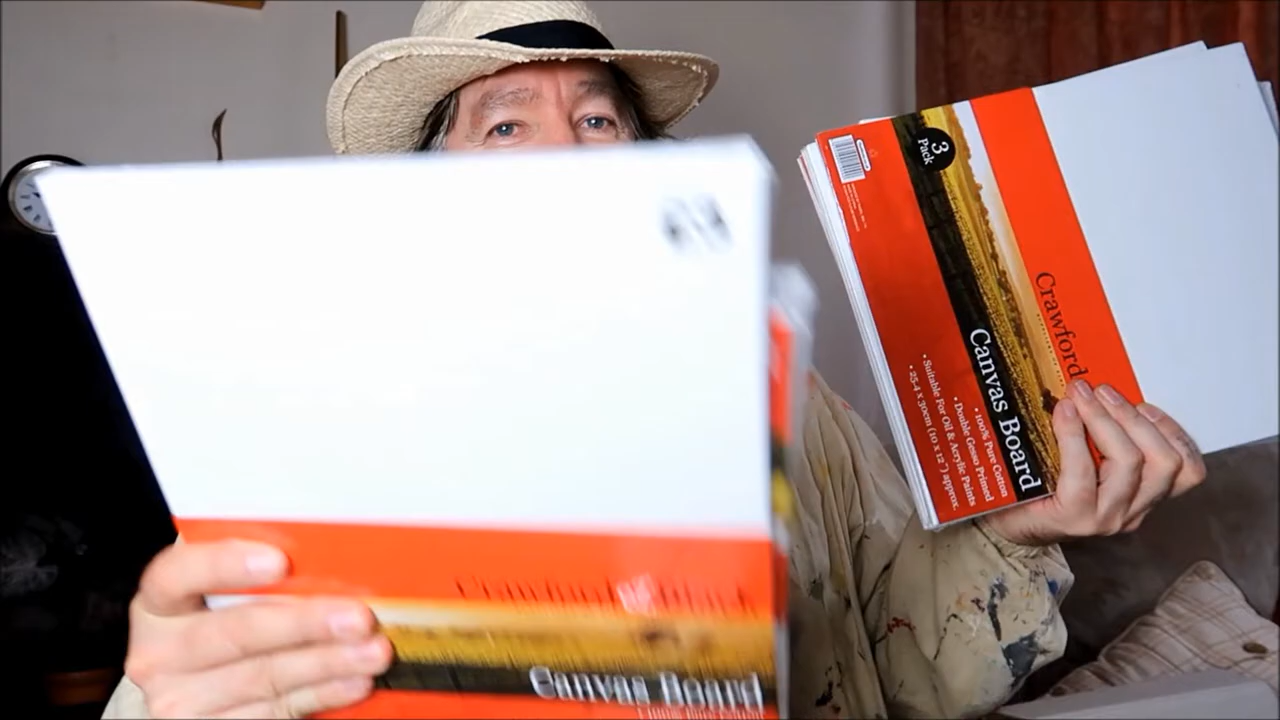 3
Pack
Crawford
Canvas Board
• 100% Pure Cotton
• Double Gesso Primed
• Suitable For Oil & Acrylic Paints
• 25.4 x 30cm (10 x 12") approx.
Canvas Board